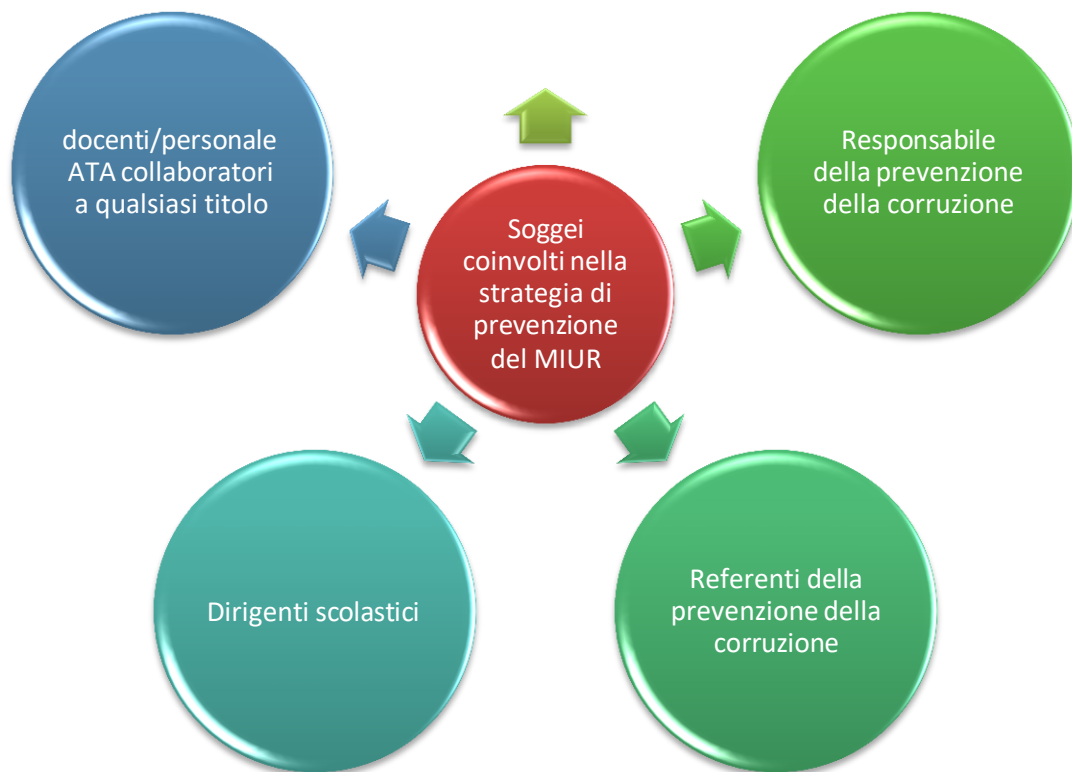 docenti/personale
ATA collaboratori
a qualsiasi titolo
Responsabile
della prevenzione
della corruzione
Soggei
coinvolti nella
strategia di
prevenzione
del MIUR
Dirigenti scolastici
Referenti della
prevenzione della
corruzione